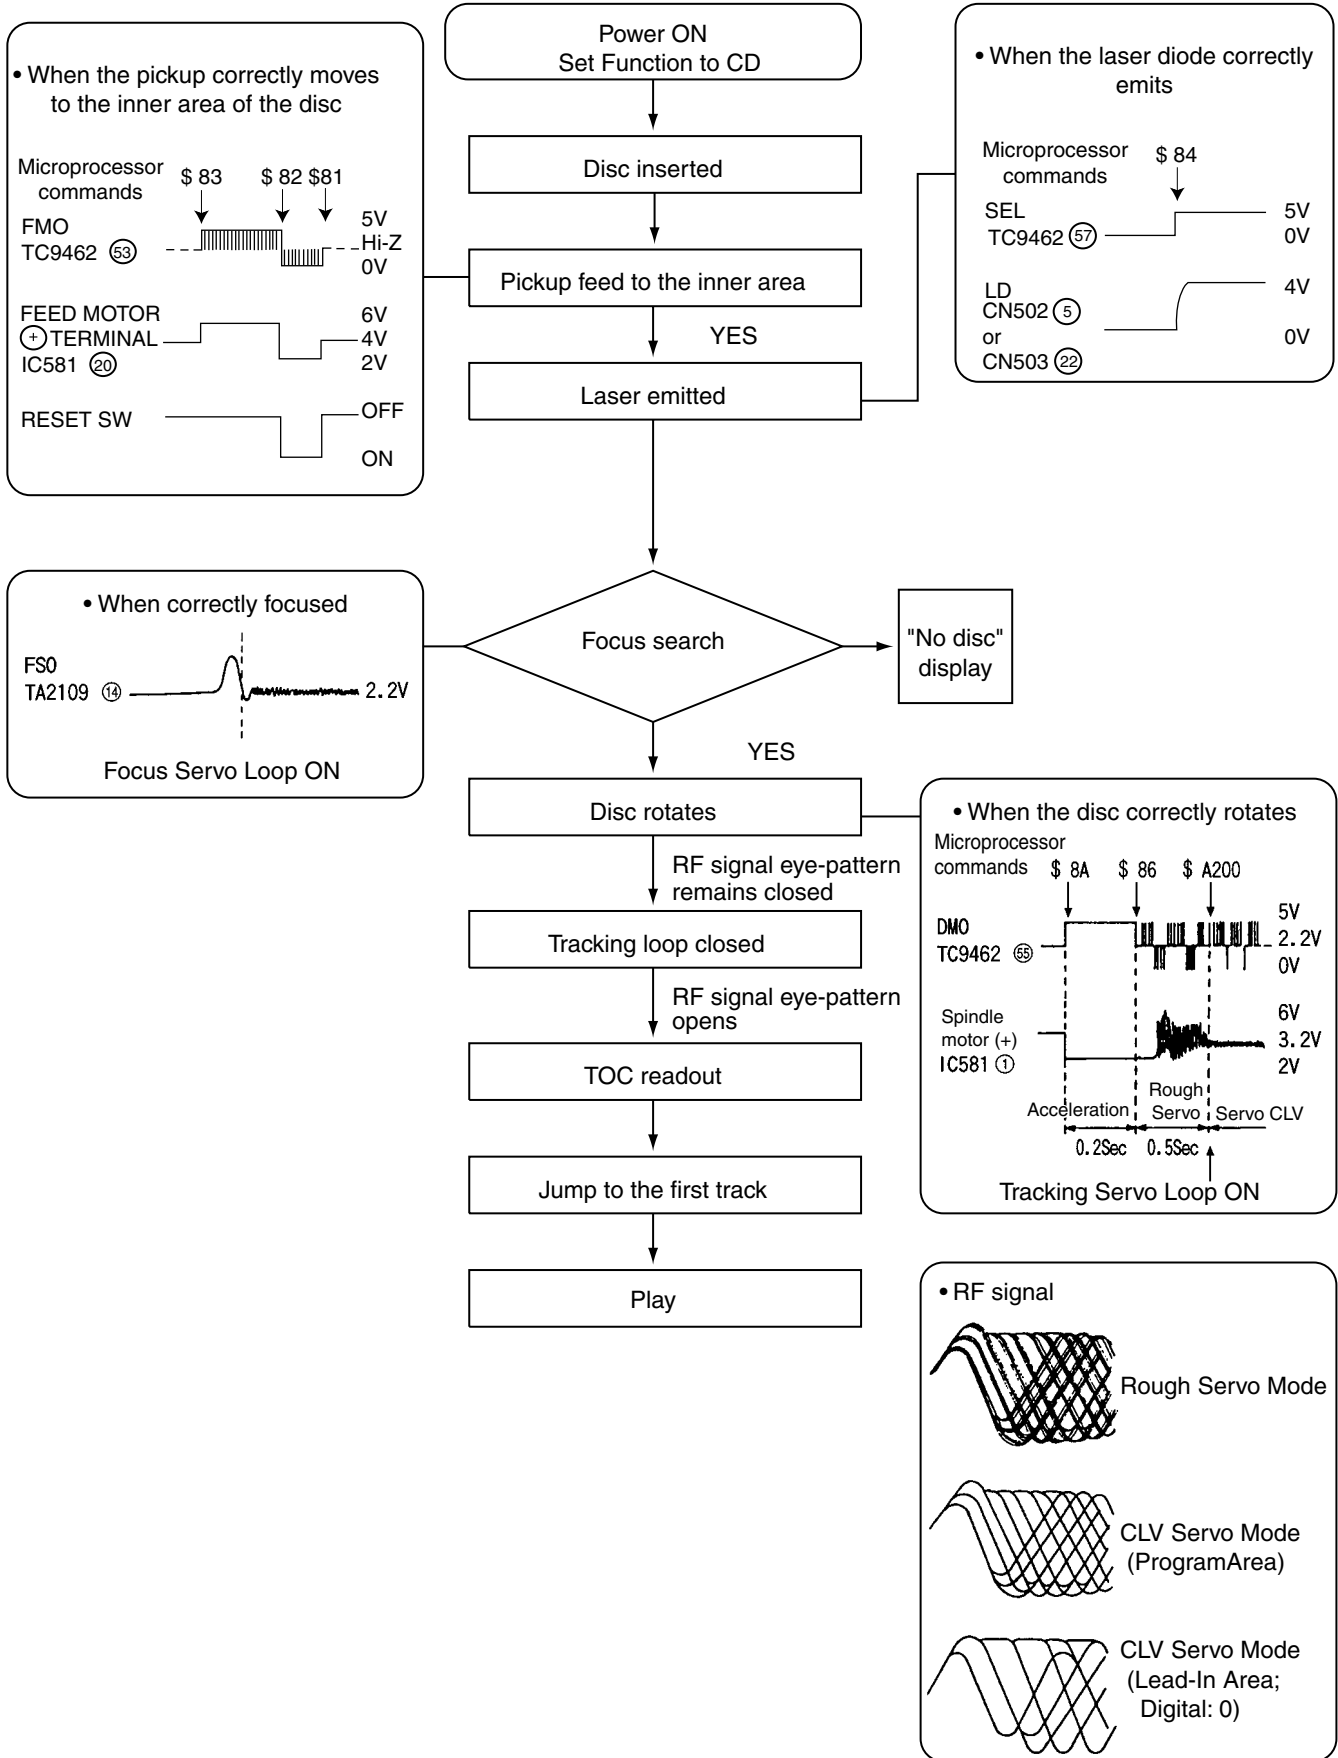 Power ON
Set Function to CD
• When the pickup correctly moves
to the inner area of the disc
Microprocessor
commands
$ 83
$ 82
$81
FMO
TC9462 53
5V
Hi-Z
0V
FEED MOTOR
+ TERMINAL
IC581 20
6V
4V
2V
RESET SW
OFF
ON
• When the laser diode correctly
emits
Microprocessor
commands
$ 84
SEL
TC9462 57
5V
0V
LD
CN502 5
or
CN503 22
4V
0V
Disc inserted
Pickup feed to the inner area
YES
Laser emitted
• When correctly focused
FSO
TA2109 14
2.2V
Focus Servo Loop ON
Focus search
"No disc"
display
YES
Disc rotates
RF signal eye-pattern
remains closed
Tracking loop closed
RF signal eye-pattern
opens
TOC readout
Jump to the first track
Play
• When the disc correctly rotates
Microprocessor
commands
$ 8A
$ 86
$ A200
DMO
TC9462 55
5V
2.2V
0V
Spindle
motor (+)
IC581 1
6V
3.2V
2V
Acceleration
Rough
Servo
Servo CLV
0.2Sec
0.5Sec
Tracking Servo Loop ON
• RF signal
Rough Servo Mode
CLV Servo Mode
(ProgramArea)
CLV Servo Mode
(Lead-In Area;
Digital: 0)